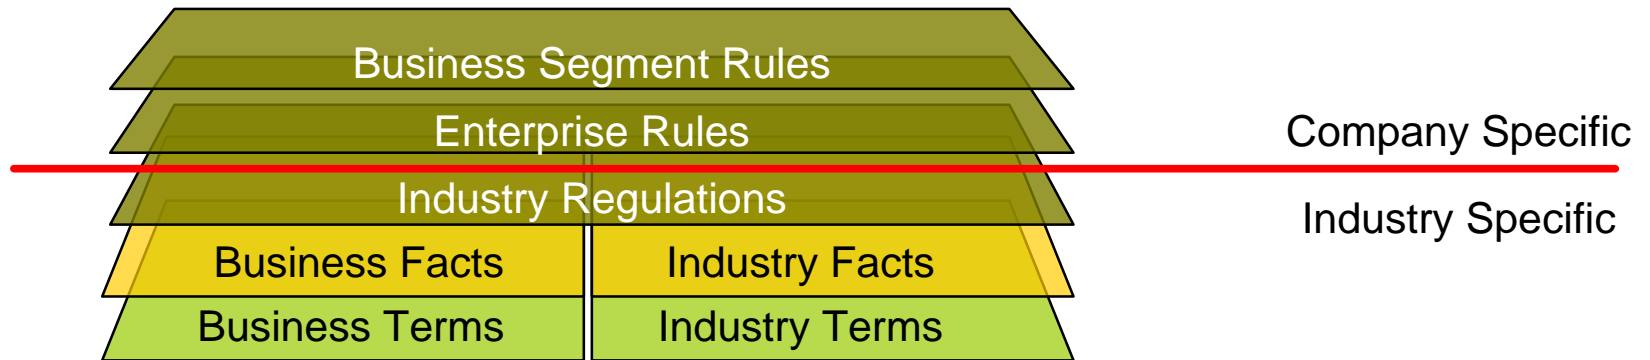 Business Segment Rules
Enterprise Rules
Company Specific
Industry Regulations
Industry Specific
Business Facts
Industry Facts
Business Terms
Industry Terms